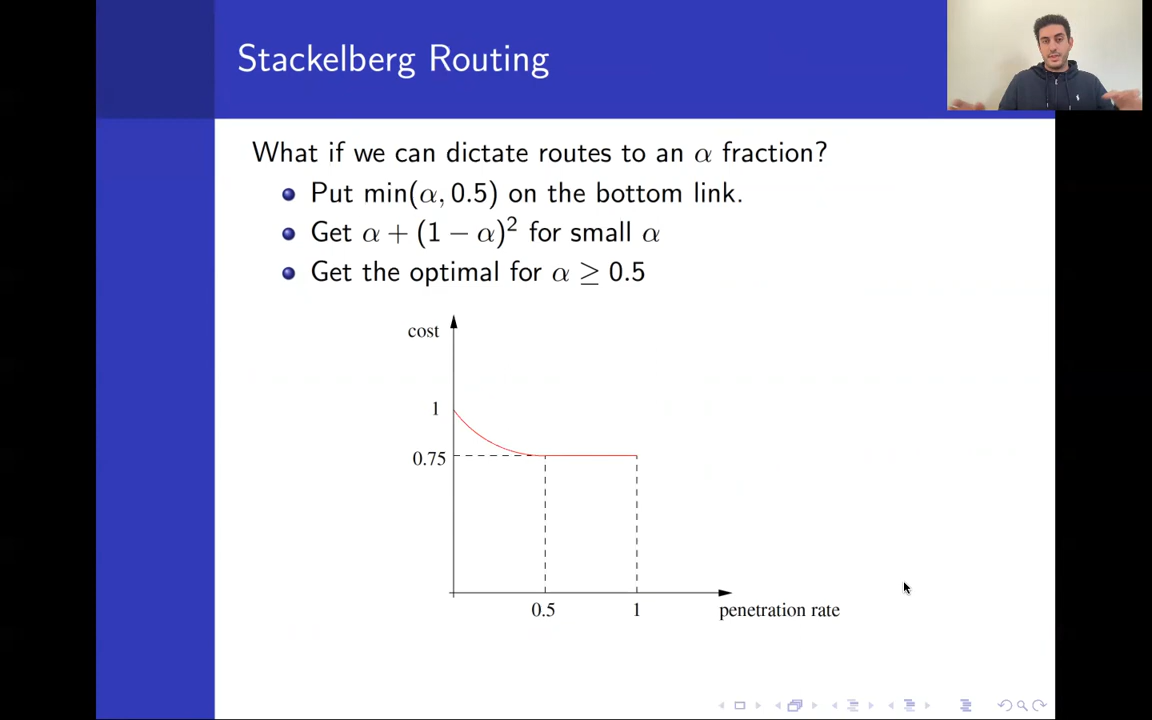 Stackelberg Routing
What if we can dictate routes to an α fraction?
Put min(α, 0.5) on the bottom link.
Get α + (1 − α)² for small α
Get the optimal for α ≥ 0.5
cost
1
0.75
0.5 1 penetration rate